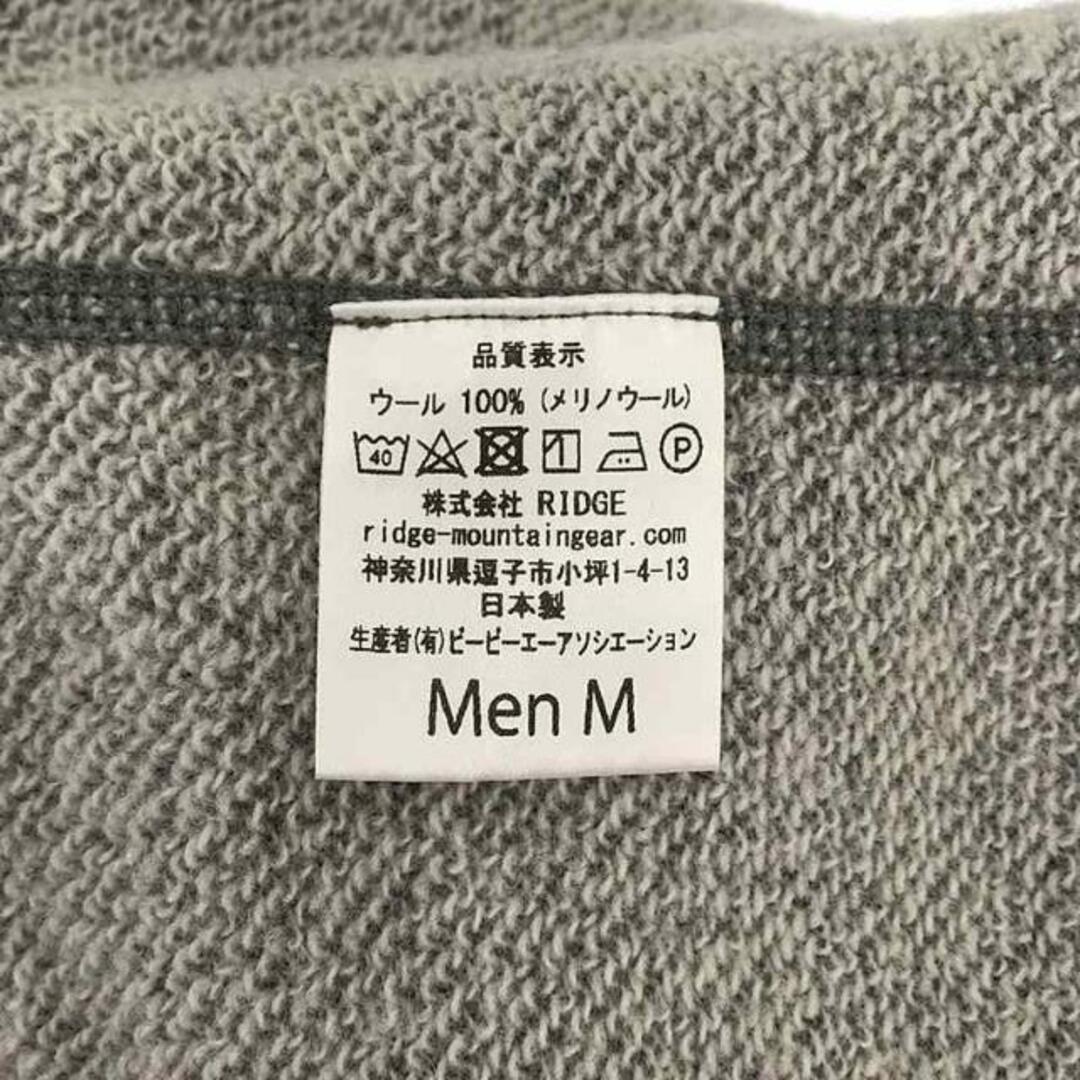 品質表示
ウール 100% (メリノウール)
40 P
株式会社 RIDGE
ridge-mountaingear.com
神奈川県逗子市小坪1-4-13
日本製
生産者(有)ビービーエーアソシエーション
Men M